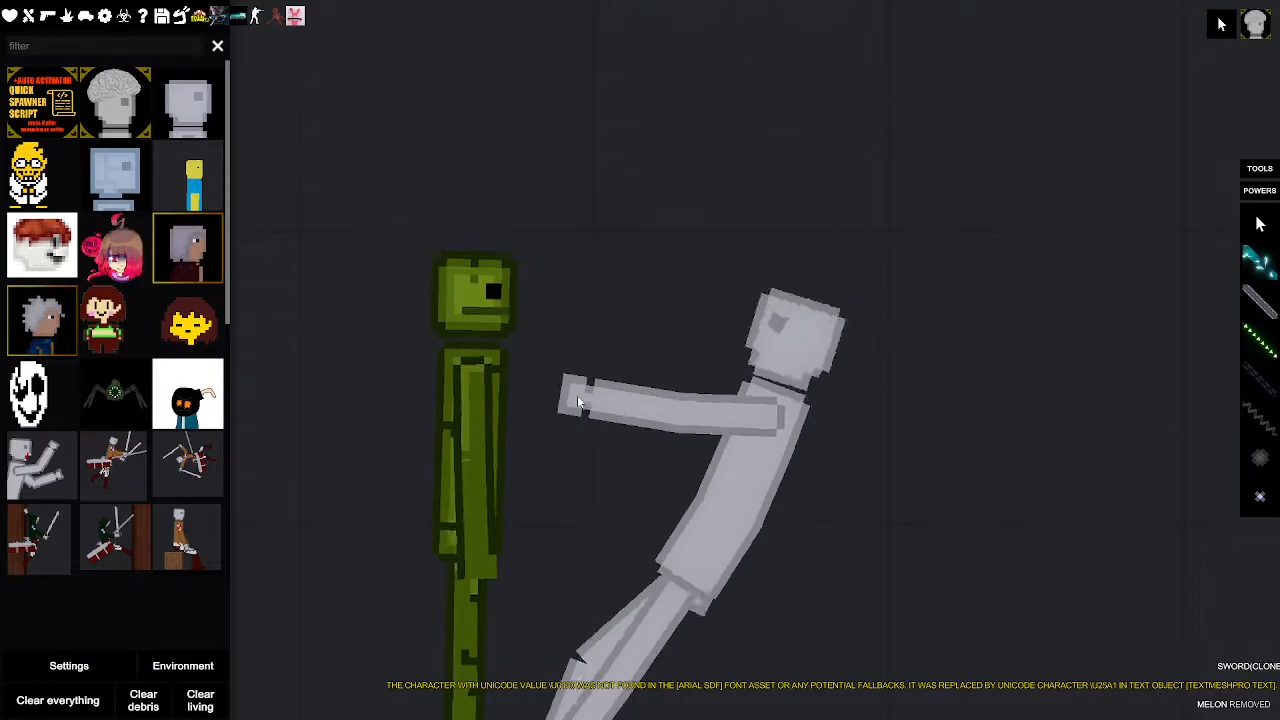 filter
+AUTO ACTIVATOR
QUICK
SPAWNER
SCRIPT
TOOLS
POWERS
Settings
Environment
Clear everything
Clear debris
Clear living
SWORD(CLONE
THE CHARACTER WITH UNICODE VALUE
WAS NOT FOUND IN THE [ARIAL SDF] FONT ASSET OR ANY POTENTIAL FALLBACKS. IT WAS REPLACED BY UNICODE CHARACTER \U25A1 IN TEXT OBJECT [TEXTMESHPRO TEXT].
MELON REMOVED